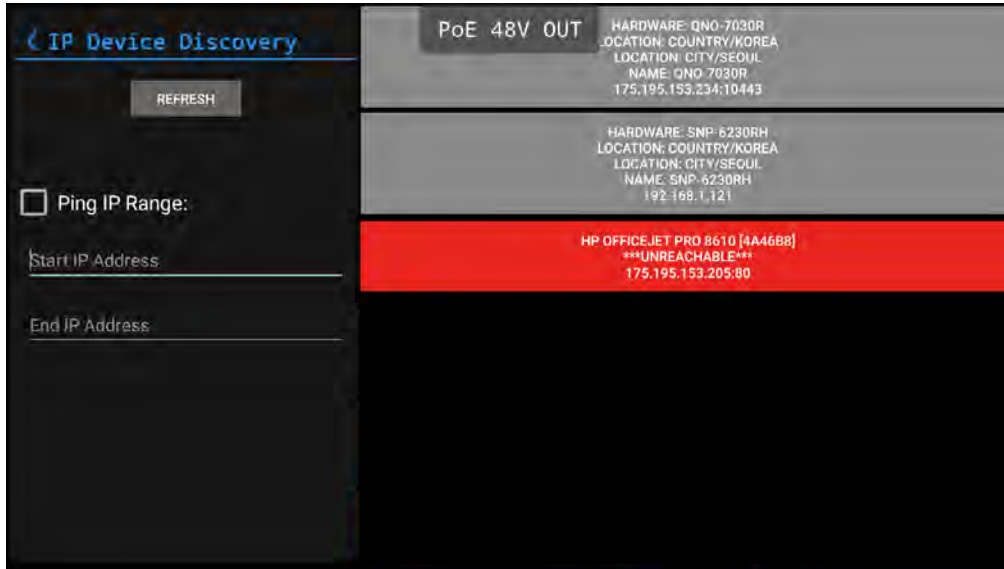 IP Device Discovery
REFRESH
Ping IP Range:
Start IP Address
End IP Address
PoE 48V OUT
HARDWARE: QNO-7030R
LOCATION: COUNTRY/KOREA
LOCATION: CITY/SEOUL
NAME: QNO 7030R
175.195.153.234:10443
HARDWARE: SNP-6230RH
LOCATION: COUNTRY/KOREA
LOCATION: CITY/SEOUL
NAME: SNP-6230RH
192.168.1.121
HP OFFICEJET PRO 8610 [4A46B8]
***UNREACHABLE***
175.195.153.205:80